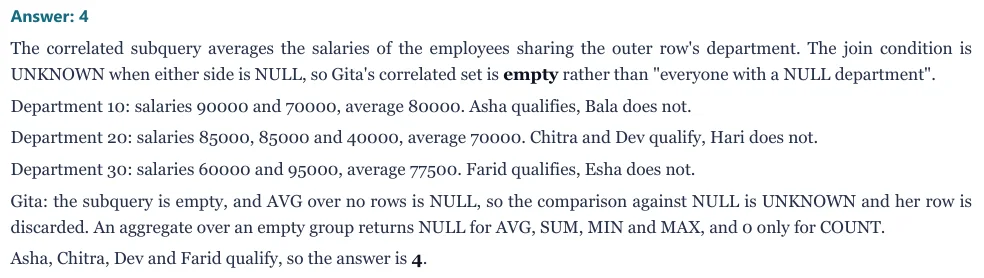 Answer: 4
The correlated subquery averages the salaries of the employees sharing the outer row's department. The join condition is
UNKNOWN when either side is NULL, so Gita's correlated set is empty rather than "everyone with a NULL department".
Department 10: salaries 90000 and 70000, average 80000. Asha qualifies, Bala does not.
Department 20: salaries 85000, 85000 and 40000, average 70000. Chitra and Dev qualify, Hari does not.
Department 30: salaries 60000 and 95000, average 77500. Farid qualifies, Esha does not.
Gita: the subquery is empty, and AVG over no rows is NULL, so the comparison against NULL is UNKNOWN and her row is
discarded. An aggregate over an empty group returns NULL for AVG, SUM, MIN and MAX, and 0 only for COUNT.
Asha, Chitra, Dev and Farid qualify, so the answer is 4.